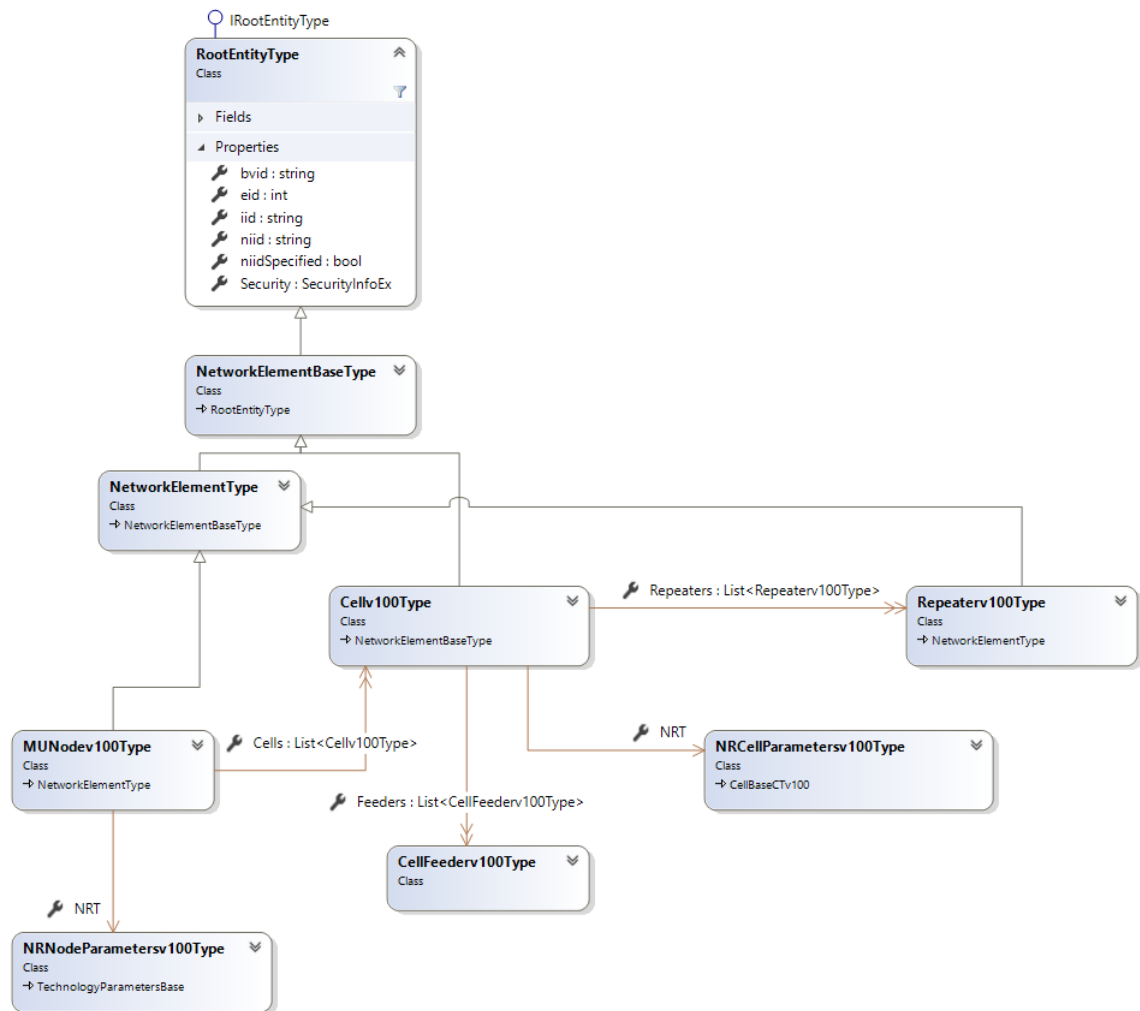 IRootEntityType
RootEntityType
Class
Fields
Properties
bvid : string
eid : int
iid : string
niid : string
niidSpecified : bool
Security : SecurityInfoEx
NetworkElementBaseType
Class
RootEntityType
NetworkElementType
Class
NetworkElementBaseType
Cellv100Type
Class
NetworkElementBaseType
Repeaters : List<Repeaterv100Type>
Repeaterv100Type
Class
NetworkElementType
MUNodev100Type
Class
NetworkElementType
Cells : List<Cellv100Type>
NRT
NRCellParametersv100Type
Class
CellBaseCTv100
Feeders : List<CellFeederv100Type>
CellFeederv100Type
Class
NRT
NRNodeParametersv100Type
Class
TechnologyParametersBase